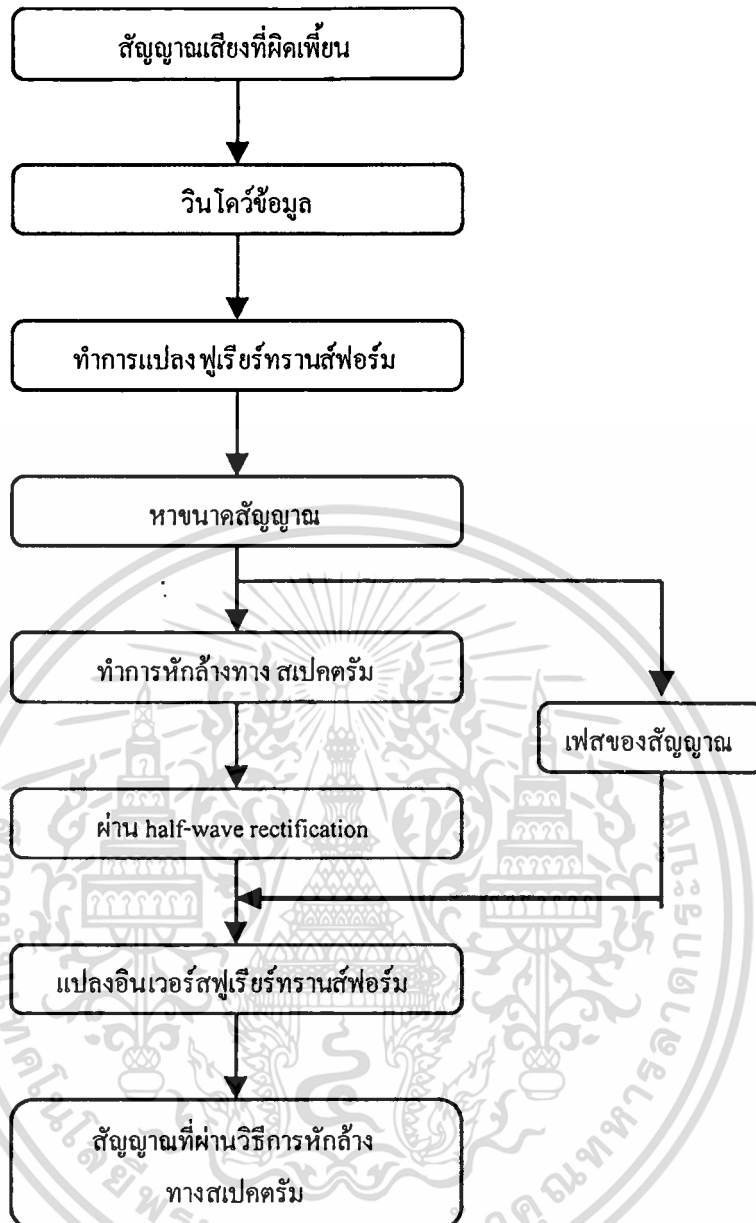 สัญญาณเสียงที่ผิดเพี้ยน
วินโดว์ข้อมูล
ทำการแปลงฟูเรียร์ทรานส์ฟอร์ม
หาขนาดสัญญาณ
ทำการหักล้างทาง สเปคตรัม
เฟสของสัญญาณ
ผ่าน half-wave rectification
แปลงอินเวอร์สฟูเรียร์ทรานส์ฟอร์ม
สัญญาณที่ผ่านวิธีการหักล้าง
ทางสเปคตรัม